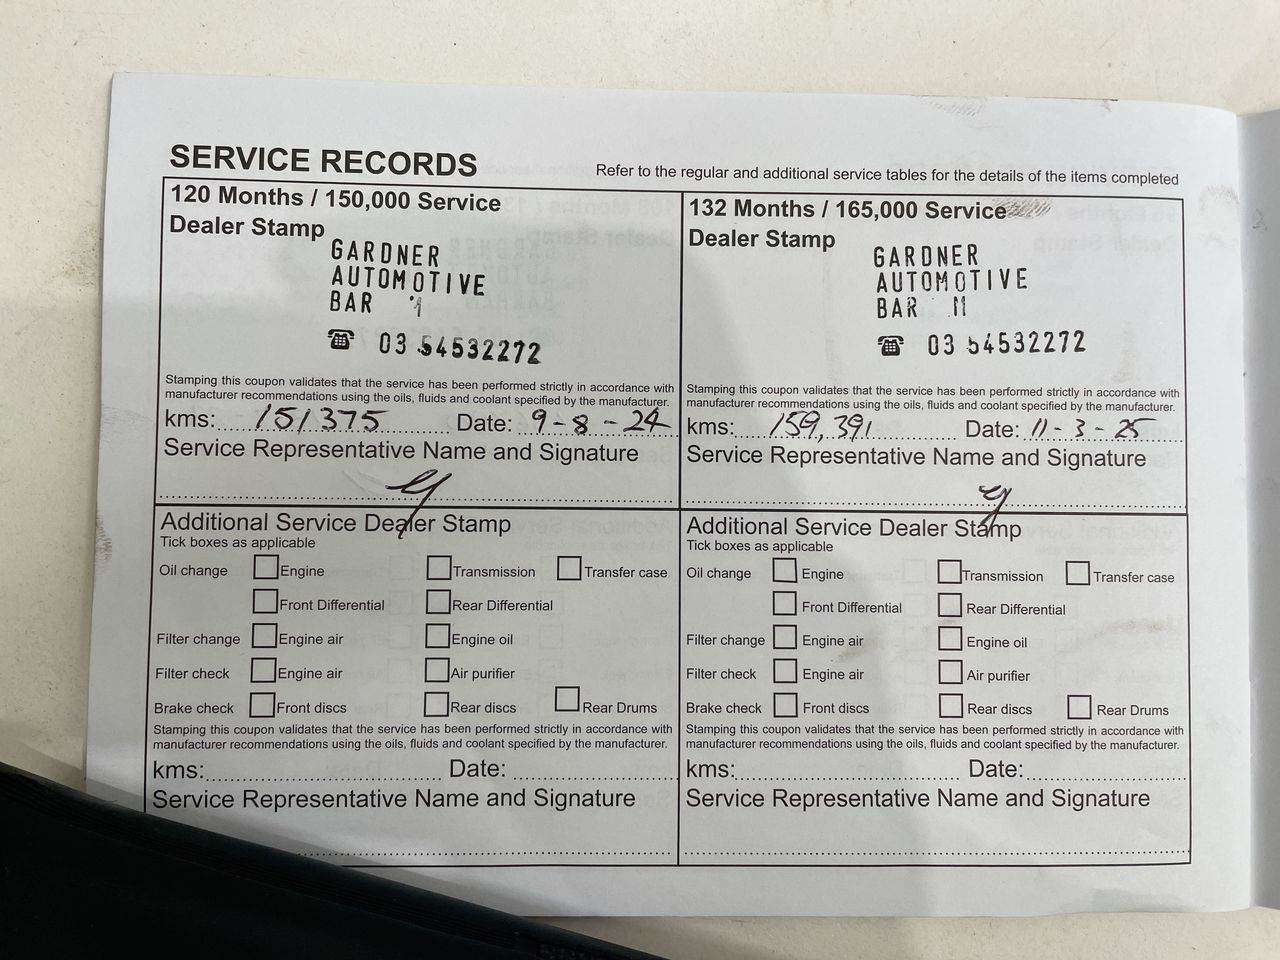 SERVICE RECORDS
Refer to the regular and additional service tables for the details of the items completed
120 Months / 150,000 Service
Dealer Stamp
GARDNER
AUTOMOTIVE
BAR
☎ 03 54532272
Stamping this coupon validates that the service has been performed strictly in accordance with
manufacturer recommendations using the oils, fluids and coolant specified by the manufacturer.
kms: 151375 Date: 9-8-24
Service Representative Name and Signature
Additional Service Dealer Stamp
Tick boxes as applicable
Oil change Engine Transmission Transfer case
Front Differential Rear Differential
Filter change Engine air Engine oil
Filter check Engine air Air purifier
Brake check Front discs Rear discs Rear Drums
Stamping this coupon validates that the service has been performed strictly in accordance with
manufacturer recommendations using the oils, fluids and coolant specified by the manufacturer.
kms: Date:
Service Representative Name and Signature
132 Months / 165,000 Service
Dealer Stamp
GARDNER
AUTOMOTIVE
BAR
☎ 03 54532272
Stamping this coupon validates that the service has been performed strictly in accordance with
manufacturer recommendations using the oils, fluids and coolant specified by the manufacturer.
kms: 159,391 Date: 11-3-25
Service Representative Name and Signature
Additional Service Dealer Stamp
Tick boxes as applicable
Oil change Engine Transmission Transfer case
Front Differential Rear Differential
Filter change Engine air Engine oil
Filter check Engine air Air purifier
Brake check Front discs Rear discs Rear Drums
Stamping this coupon validates that the service has been performed strictly in accordance with
manufacturer recommendations using the oils, fluids and coolant specified by the manufacturer.
kms: Date:
Service Representative Name and Signature